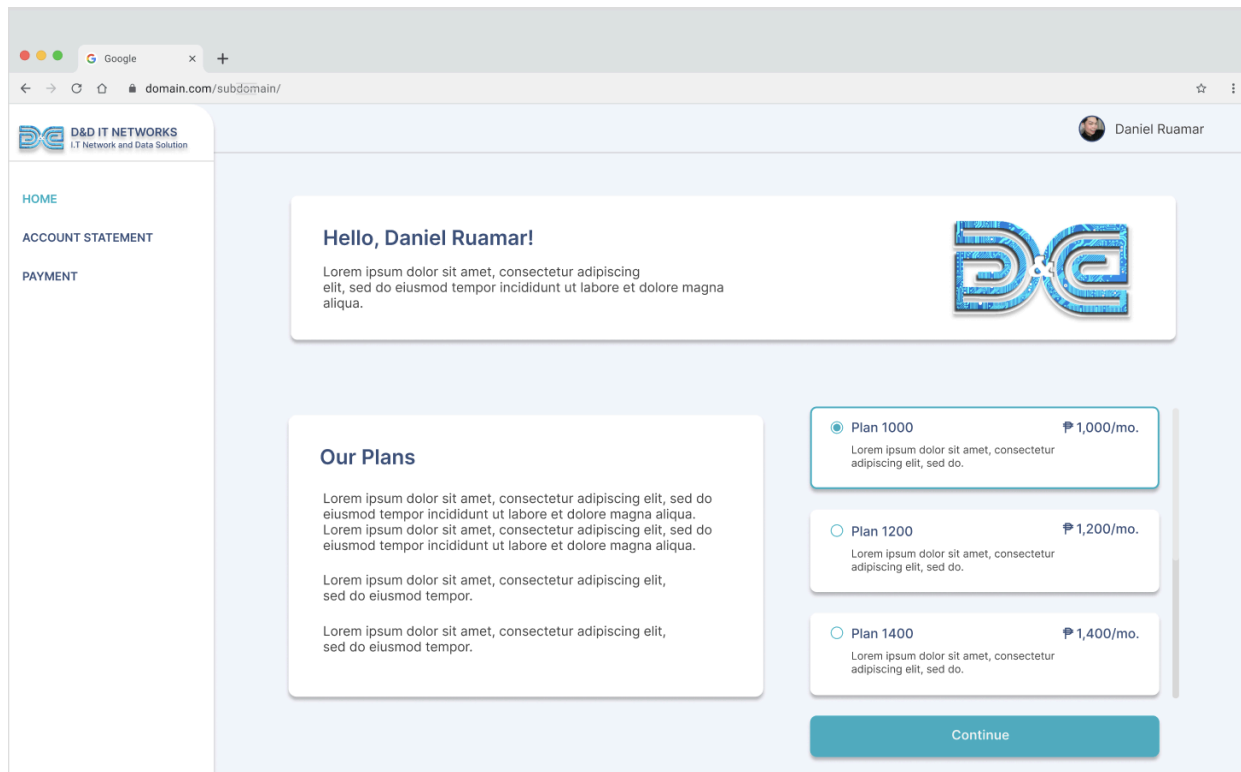 Google
domain.com/subdomain/
D&D IT NETWORKS
I.T Network and Data Solution
Daniel Ruamar
HOME
ACCOUNT STATEMENT
PAYMENT
Hello, Daniel Ruamar!
Lorem ipsum dolor sit amet, consectetur adipiscing
elit, sed do eiusmod tempor incididunt ut labore et dolore magna
aliqua.
D&D
Our Plans
Lorem ipsum dolor sit amet, consectetur adipiscing elit, sed do
eiusmod tempor incididunt ut labore et dolore magna aliqua.
Lorem ipsum dolor sit amet, consectetur adipiscing elit, sed do
eiusmod tempor incididunt ut labore et dolore magna aliqua.
Lorem ipsum dolor sit amet, consectetur adipiscing elit,
sed do eiusmod tempor.
Lorem ipsum dolor sit amet, consectetur adipiscing elit,
sed do eiusmod tempor.
Plan 1000 ₱1,000/mo.
Lorem ipsum dolor sit amet, consectetur
adipiscing elit, sed do.
Plan 1200 ₱1,200/mo.
Lorem ipsum dolor sit amet, consectetur
adipiscing elit, sed do.
Plan 1400 ₱1,400/mo.
Lorem ipsum dolor sit amet, consectetur
adipiscing elit, sed do.
Continue